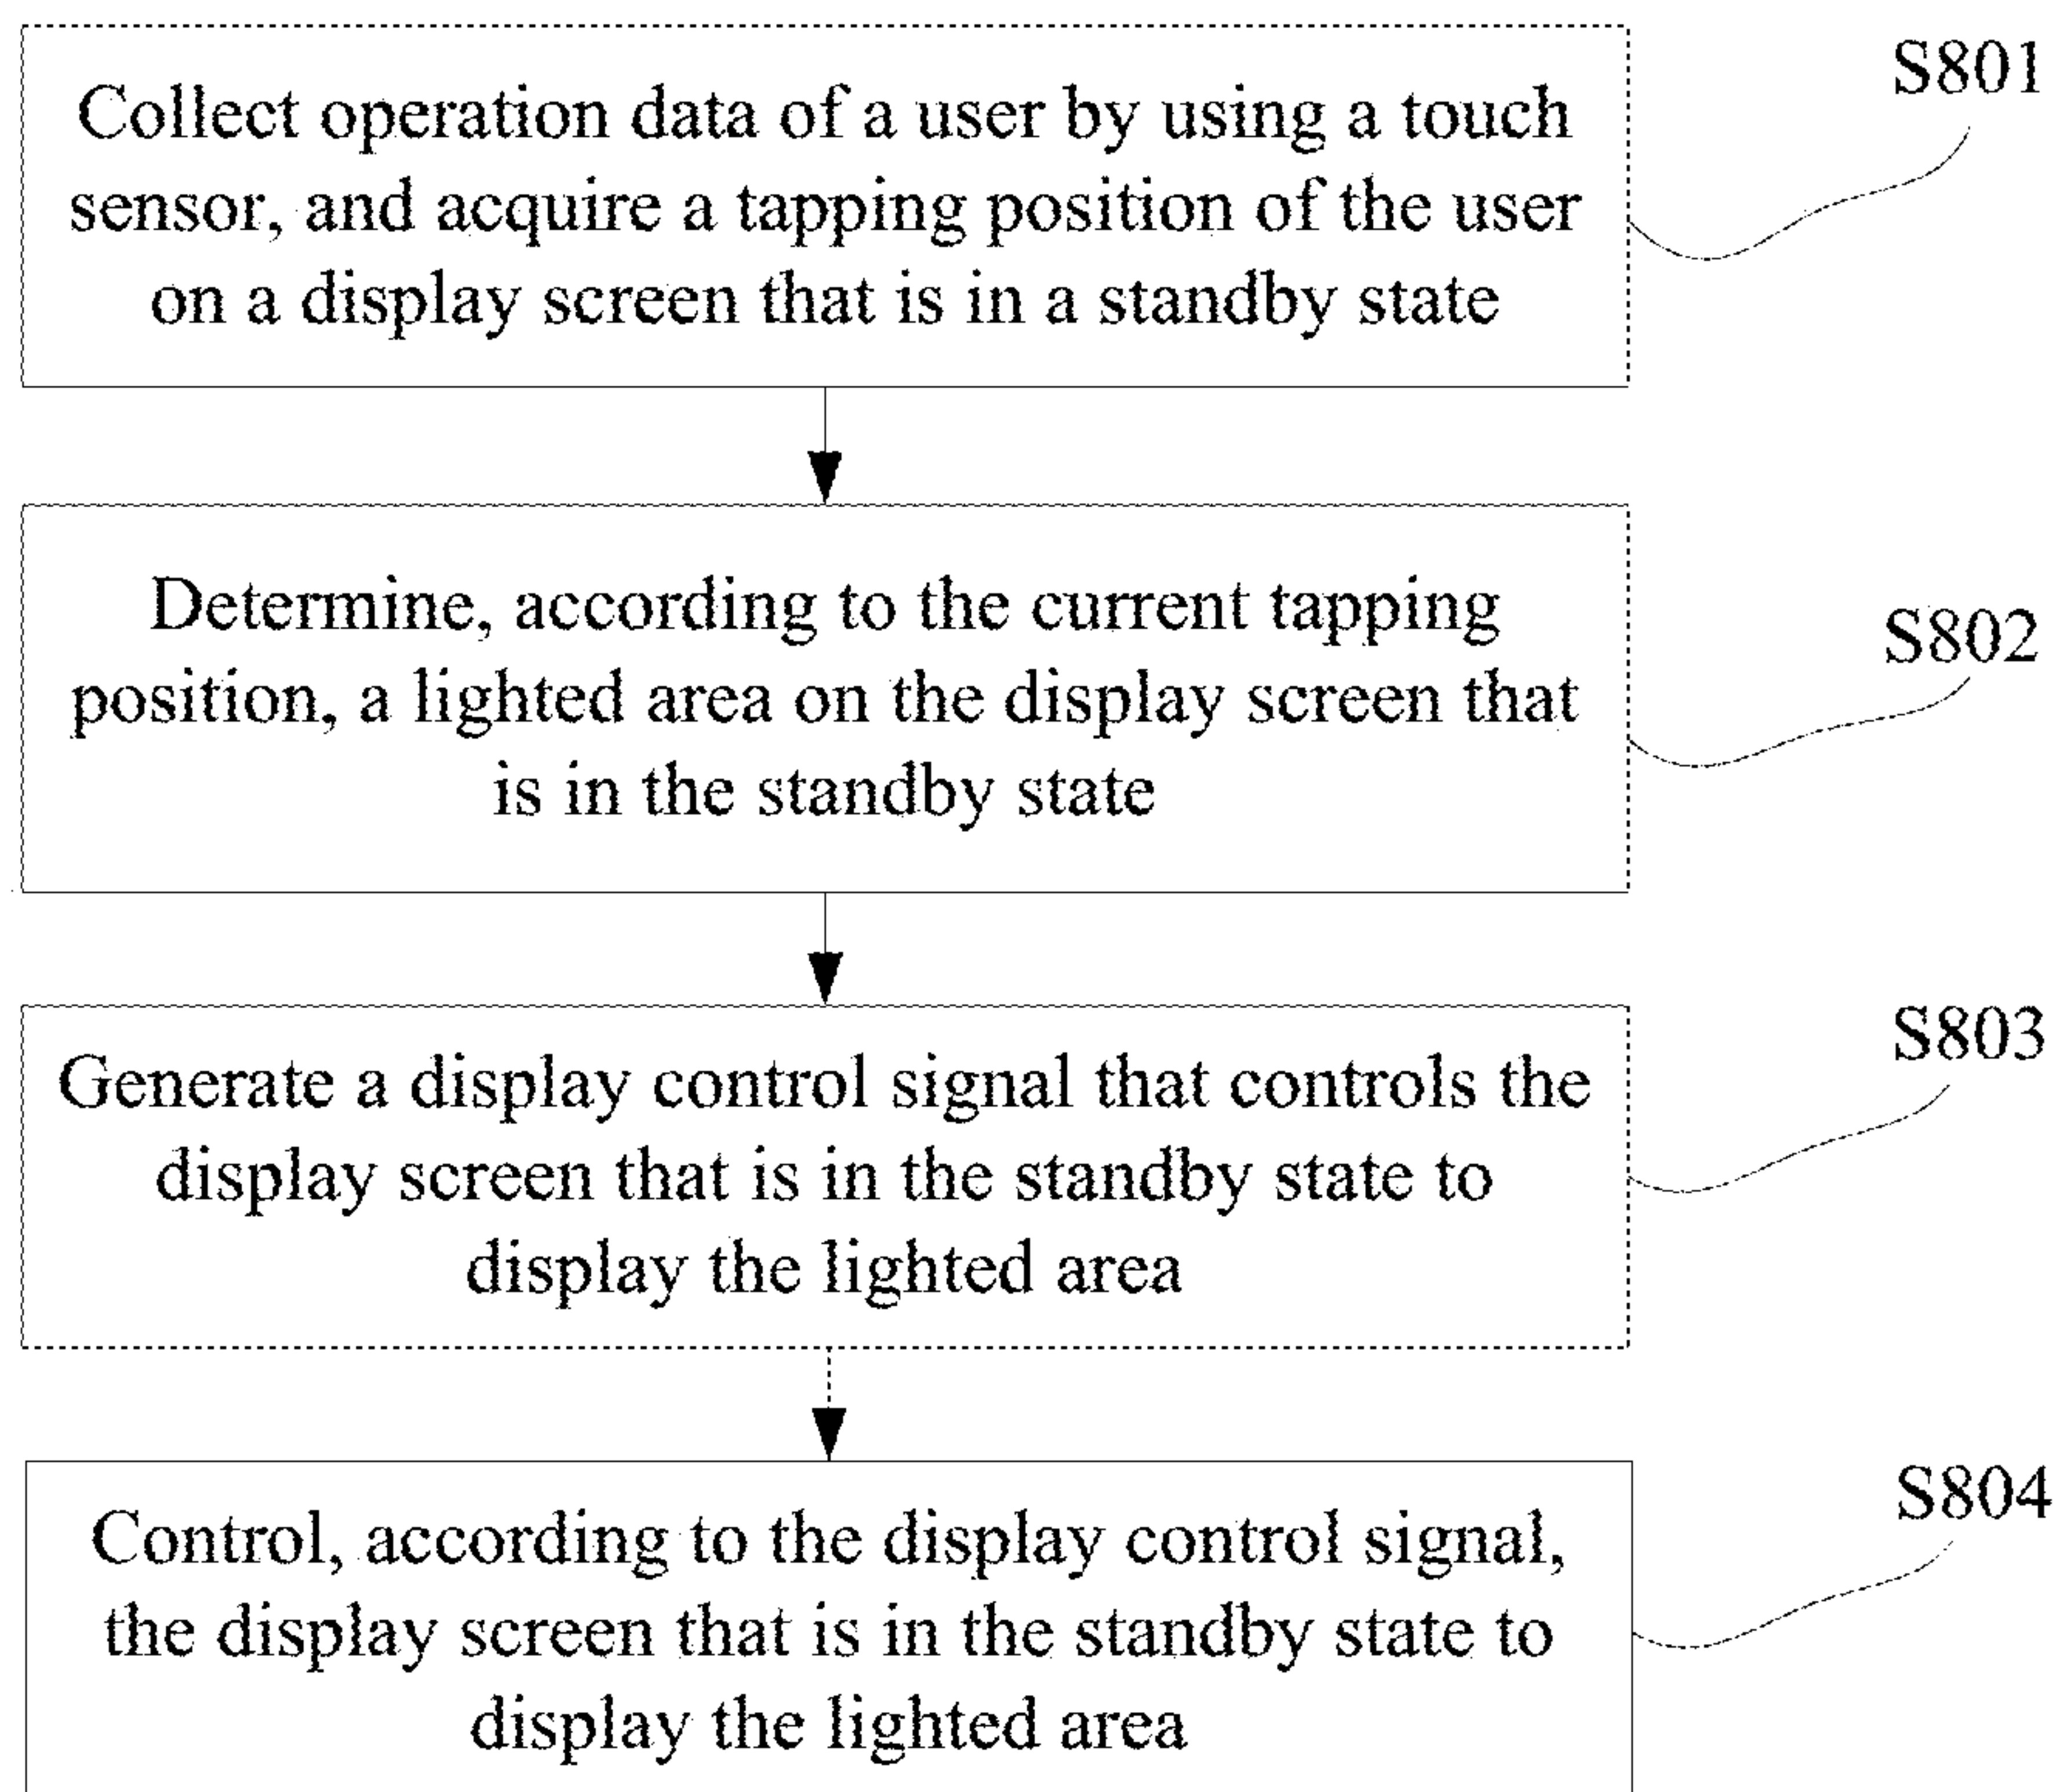 Collect operation data of a user by using a touch
sensor, and acquire a tapping position of the user
on a display screen that is in a standby state
S801
Determine, according to the current tapping
position, a lighted area on the display screen that
is in the standby state
S802
Generate a display control signal that controls the
display screen that is in the standby state to
display the lighted area
S803
Control, according to the display control signal,
the display screen that is in the standby state to
display the lighted area
S804